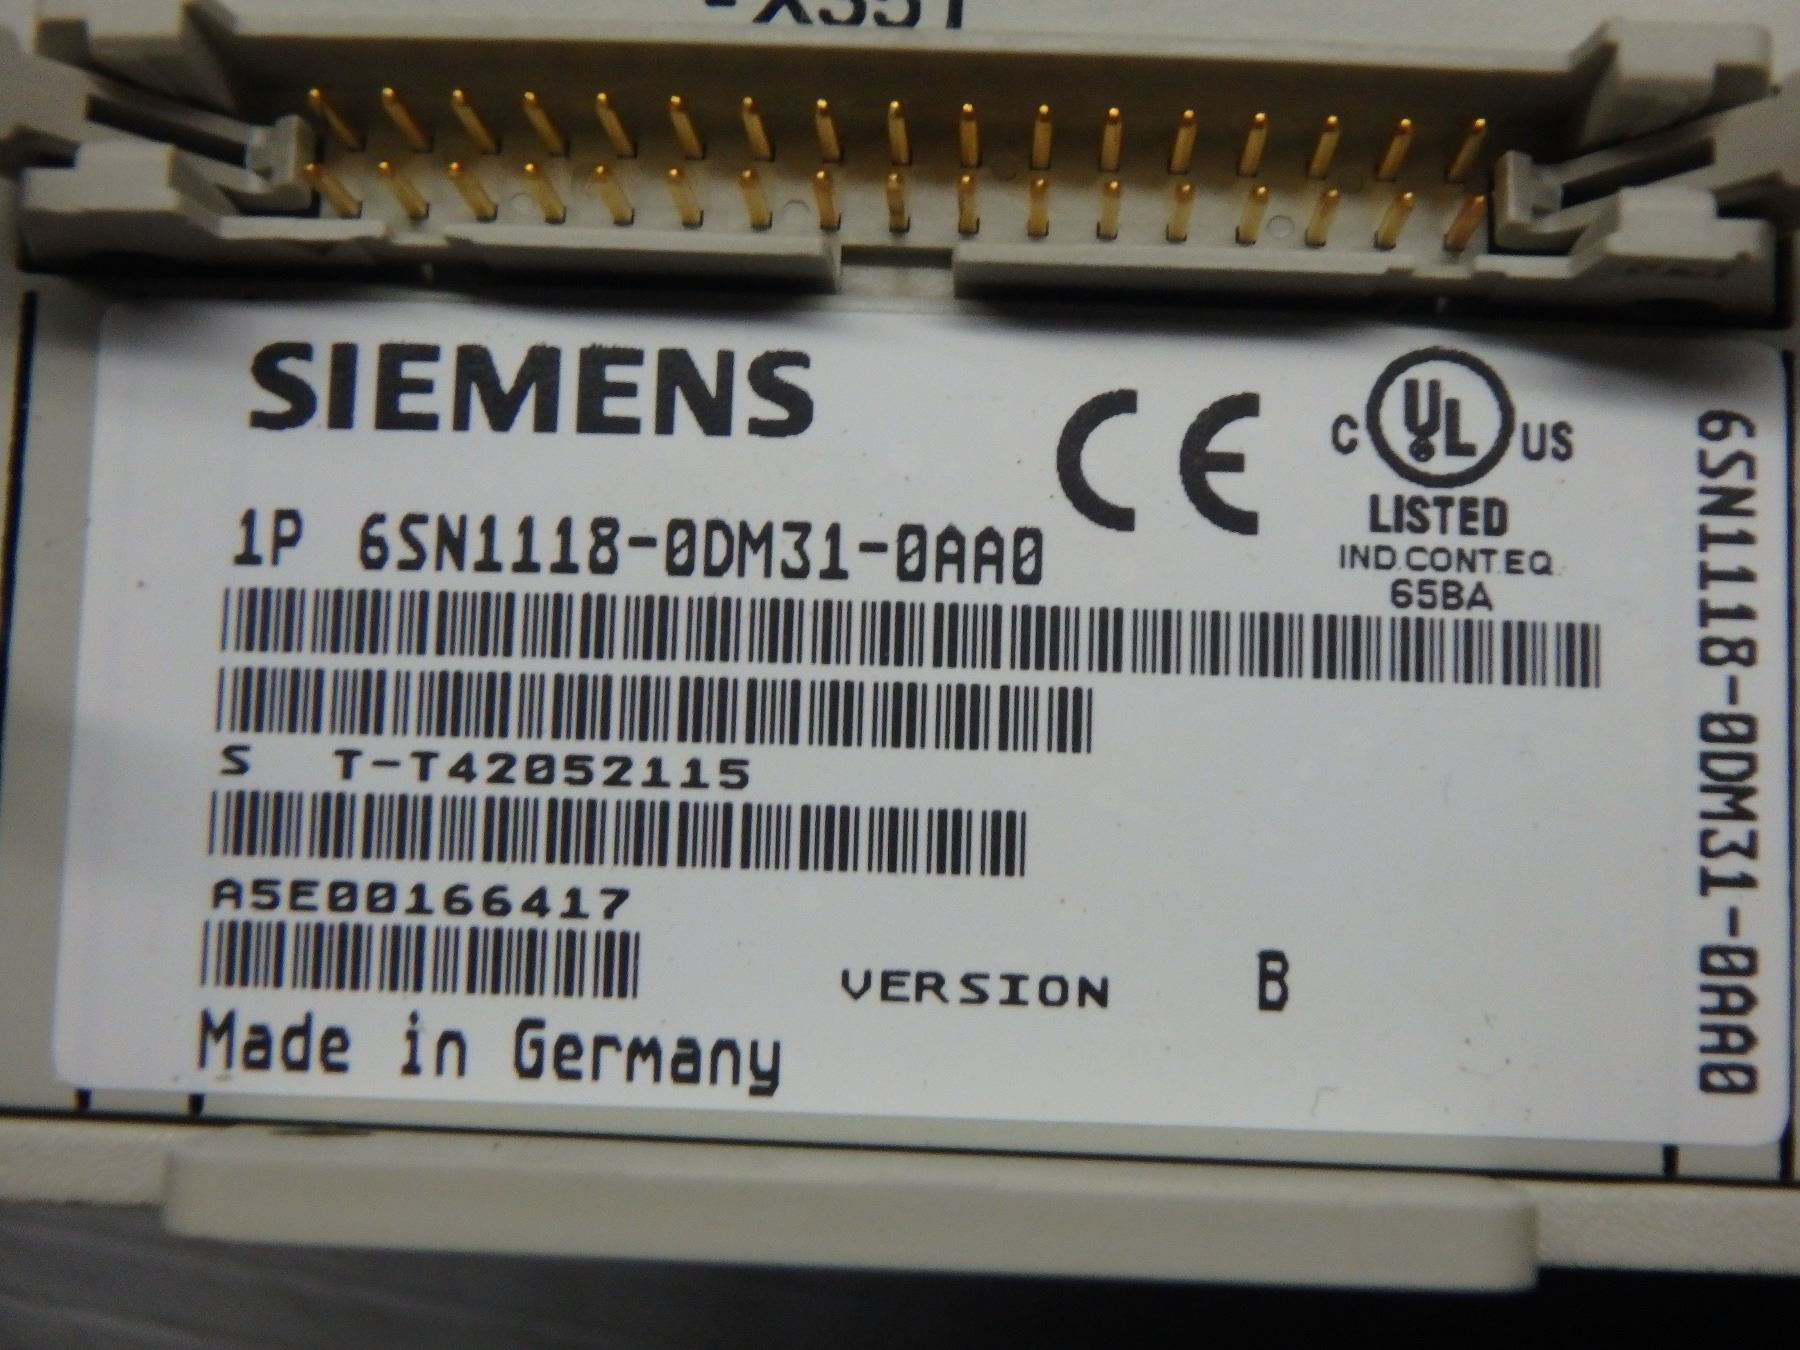 -X351
SIEMENS
CE
C UL US
LISTED
IND.CONT.EQ.
65BA
1P 6SN1118-0DM31-0AA0
S T-T42052115
A5E00166417
VERSION B
Made in Germany
6SN1118-0DM31-0AA0